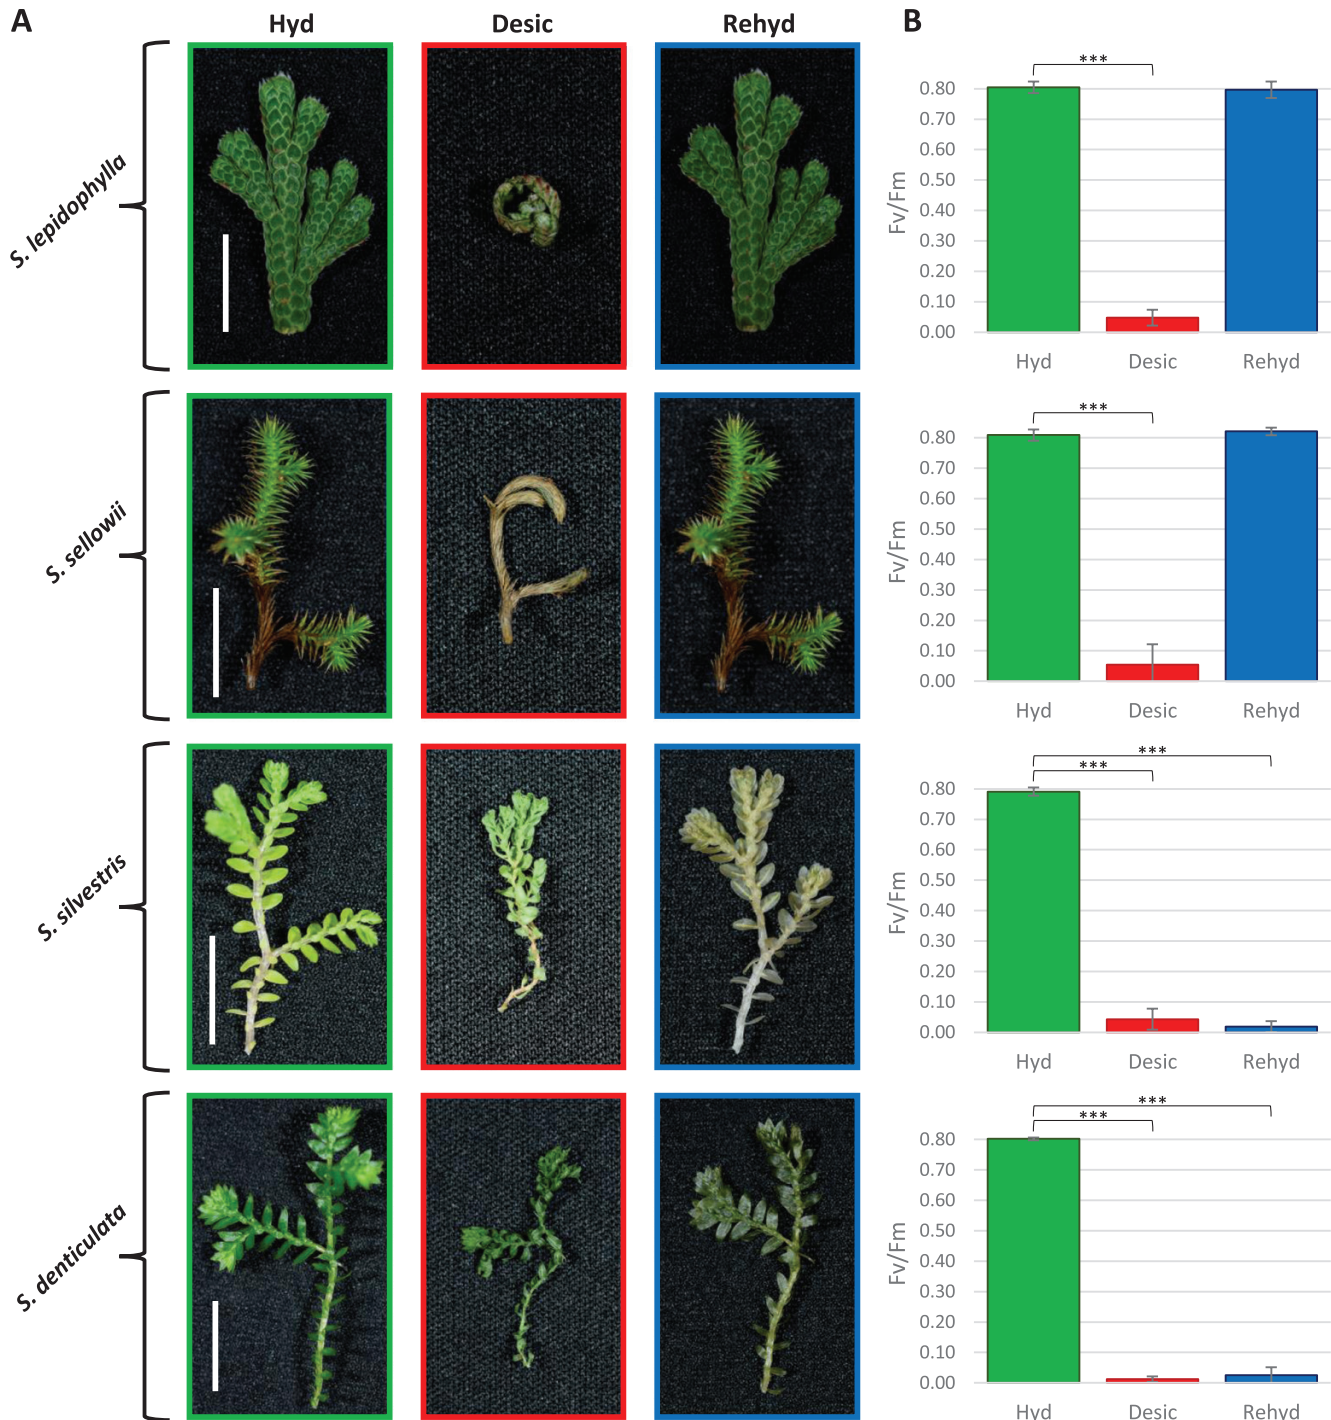 A
Hyd
Desic
Rehyd
B
S. lepidophylla
***
Fv/Fm
0.80
0.70
0.60
0.50
0.40
0.30
0.20
0.10
0.00
Hyd
Desic
Rehyd
S. sellowii
***
Fv/Fm
0.80
0.70
0.60
0.50
0.40
0.30
0.20
0.10
0.00
Hyd
Desic
Rehyd
S. silvestris
***
***
Fv/Fm
0.80
0.70
0.60
0.50
0.40
0.30
0.20
0.10
0.00
Hyd
Desic
Rehyd
S. denticulata
***
***
Fv/Fm
0.80
0.70
0.60
0.50
0.40
0.30
0.20
0.10
0.00
Hyd
Desic
Rehyd